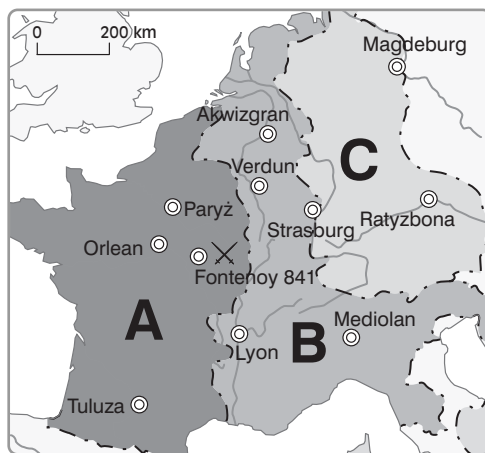 0 200 km
Magdeburg
Akwizgran
C
Verdun
Paryż
Strasburg
Ratyzbona
Orlean
Fontenoy 841
A
B
Mediolan
Lyon
Tuluza